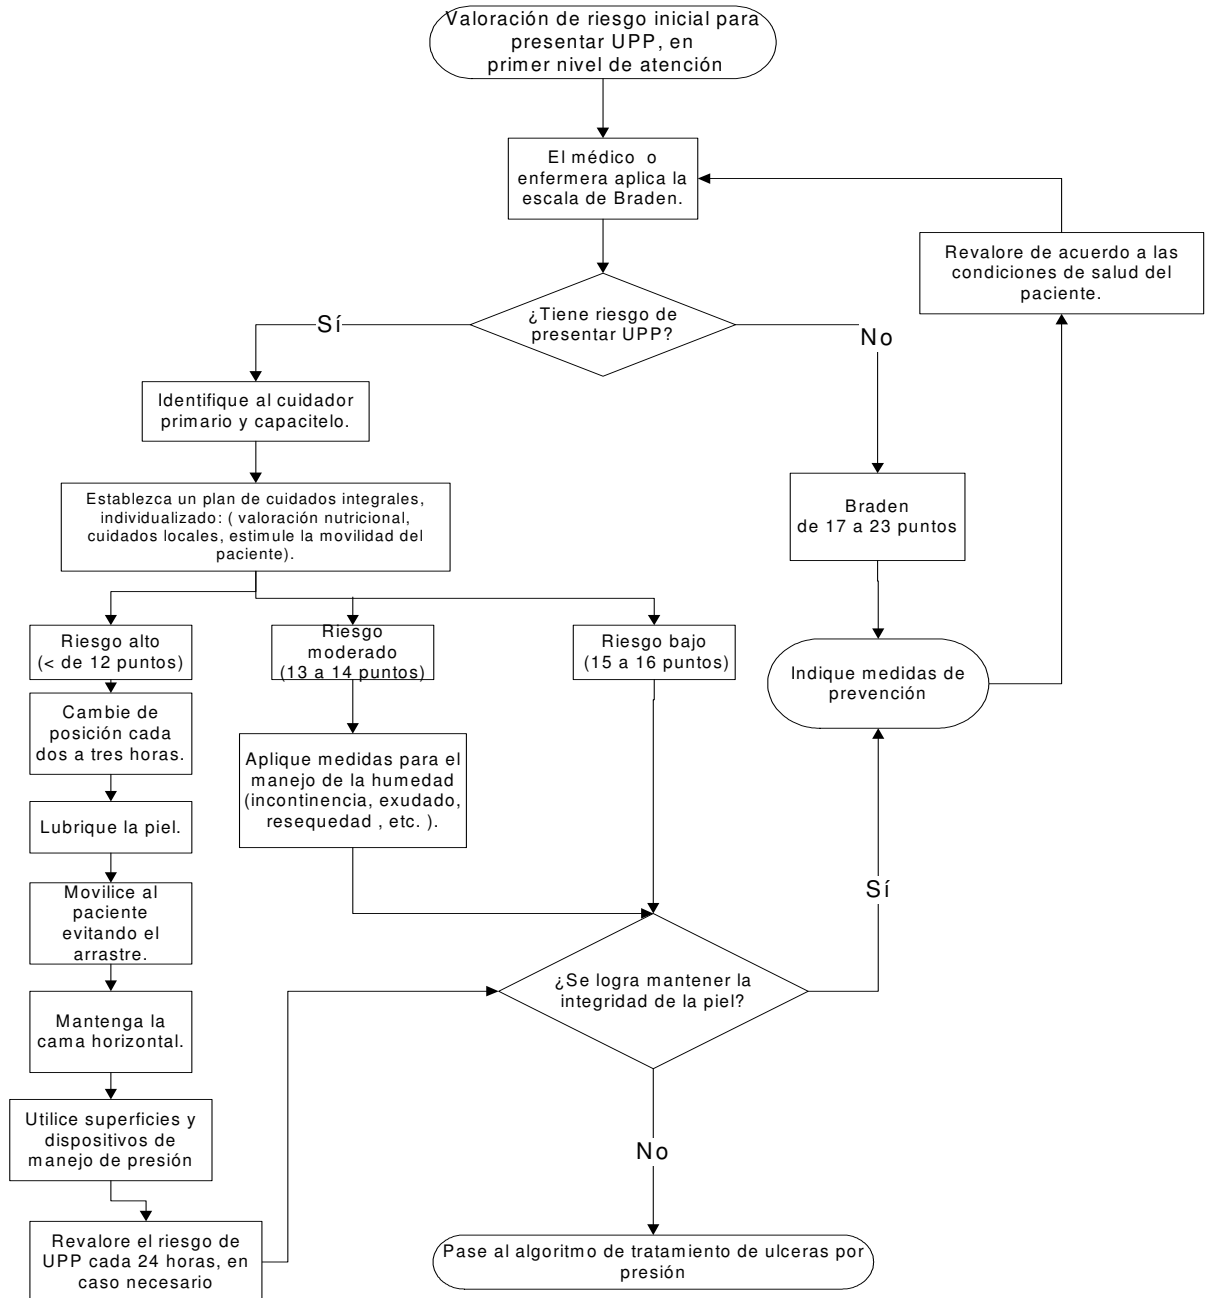 Valoración de riesgo inicial para
presentar UPP, en
primer nivel de atención
El médico o
enfermera aplica la
escala de Braden.
Revalore de acuerdo a las
condiciones de salud del
paciente.
¿Tiene riesgo de
presentar UPP?
Sí
No
Identifique al cuidador
primario y capacitelo.
Establezca un plan de cuidados integrales,
individualizado: ( valoración nutricional,
cuidados locales, estimule la movilidad del
paciente).
Braden
de 17 a 23 puntos
Riesgo alto
(< de 12 puntos)
Riesgo
moderado
(13 a 14 puntos)
Riesgo bajo
(15 a 16 puntos)
Indique medidas de
prevención
Cambie de
posición cada
dos a tres horas.
Aplique medidas para el
manejo de la humedad
(incontinencia, exudado,
resequedad , etc. ).
Lubrique la piel.
Movilice al
paciente
evitando el
arrastre.
Sí
¿Se logra mantener la
integridad de la piel?
Mantenga la
cama horizontal.
Utilice superficies y
dispositivos de
manejo de presión
No
Revalore el riesgo de
UPP cada 24 horas, en
caso necesario
Pase al algoritmo de tratamiento de ulceras por
presión